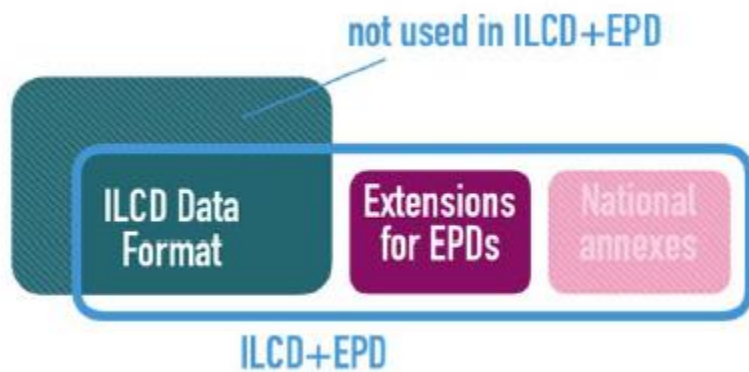 not used in ILCD+EPD
ILCD Data
Format
Extensions
for EPDs
National
annexes
ILCD+EPD